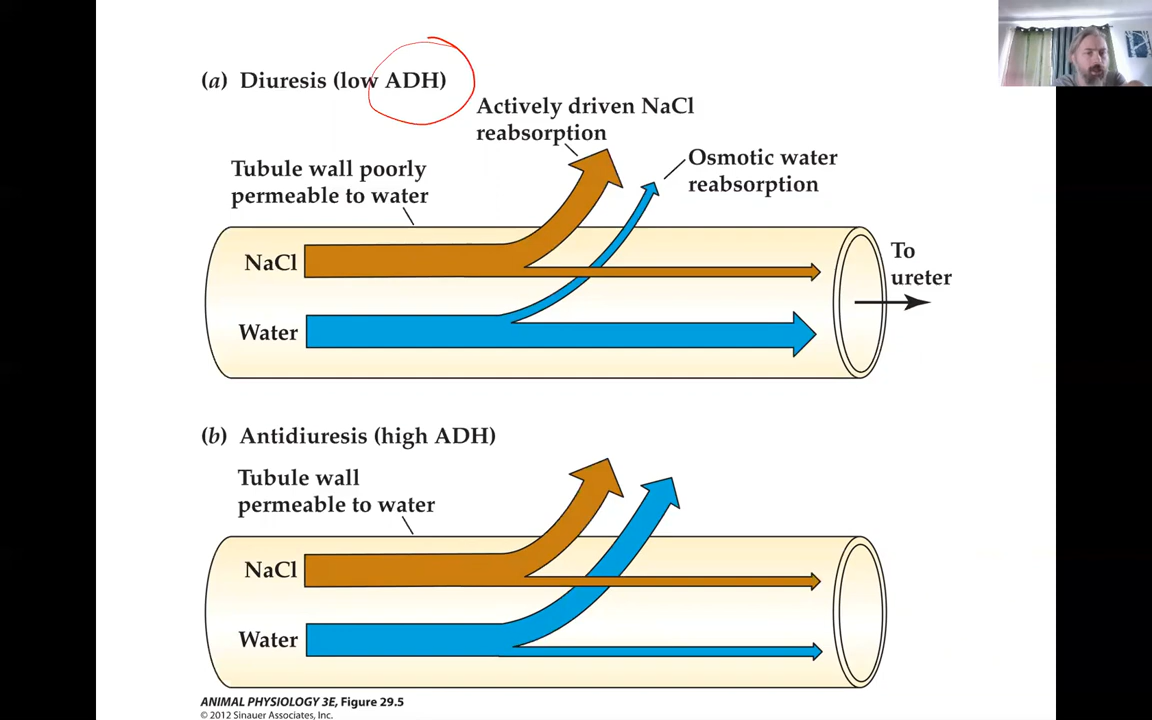 (a) Diuresis (low ADH)
Actively driven NaCl
reabsorption
Osmotic water
reabsorption
Tubule wall poorly
permeable to water
NaCl
To
ureter
Water
(b) Antidiuresis (high ADH)
Tubule wall
permeable to water
NaCl
Water
ANIMAL PHYSIOLOGY 3E, Figure 29.5
© 2012 Sinauer Associates, Inc.